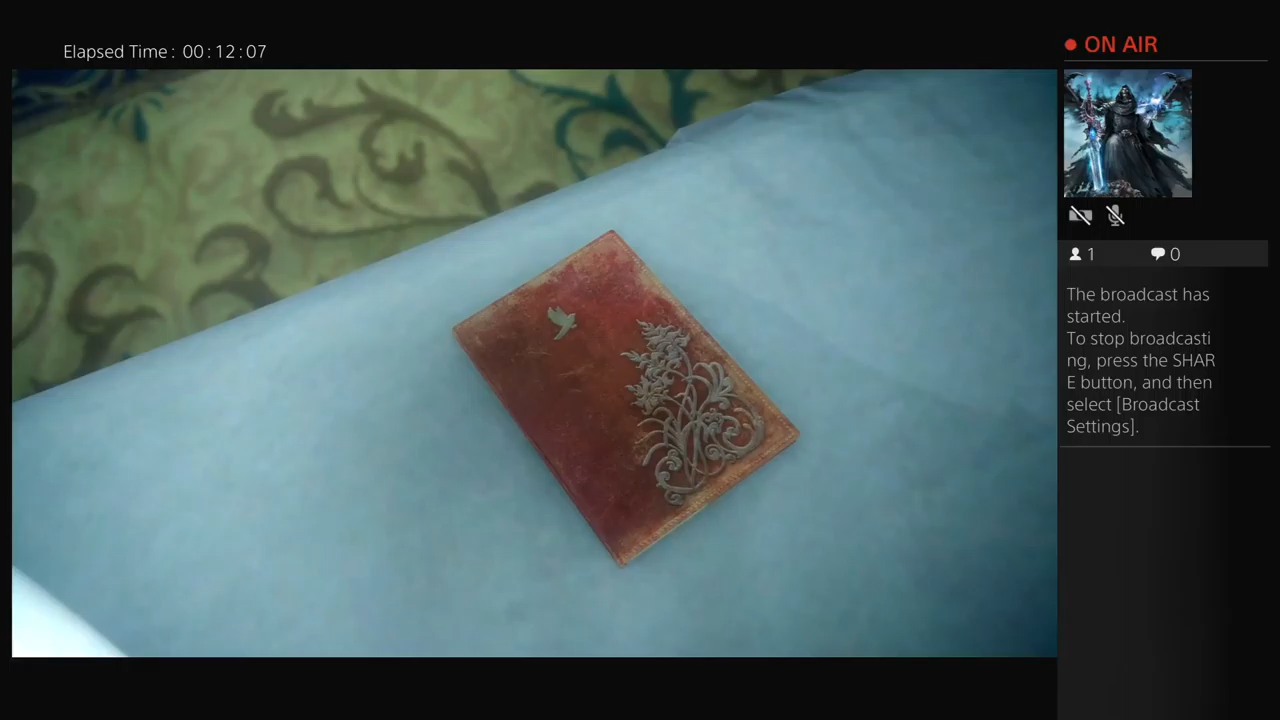 Elapsed Time: 00:12:07
ON AIR
1 0
The broadcast has
started.
To stop broadcasti
ng, press the SHAR
E button, and then
select [Broadcast
Settings].